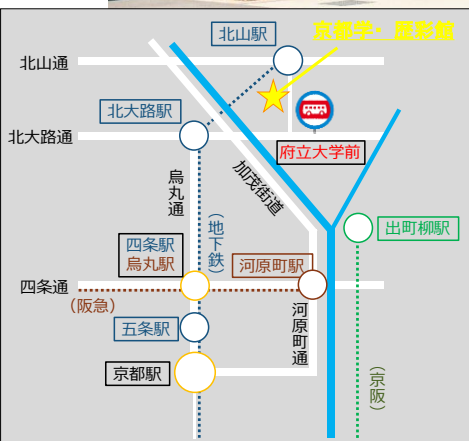 北山駅
京都学・歴彩館
北山通
北大路駅
北大路通
府立大学前
加茂街道
烏丸通
(地下鉄)
出町柳駅
四条駅
烏丸駅
河原町駅
四条通
(阪急)
河原町通
五条駅
京都駅
(京阪)